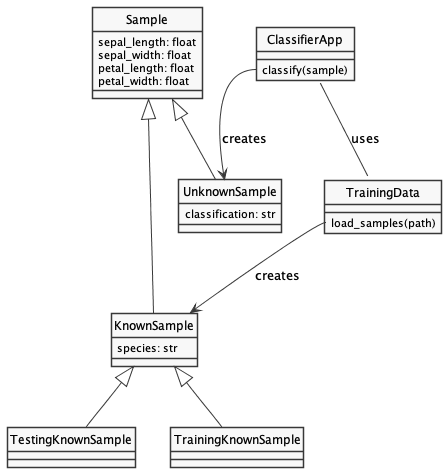 Sample
sepal_length: float
sepal_width: float
petal_length: float
petal_width: float
ClassifierApp
classify(sample)
creates
uses
UnknownSample
classification: str
TrainingData
load_samples(path)
creates
KnownSample
species: str
TestingKnownSample
TrainingKnownSample